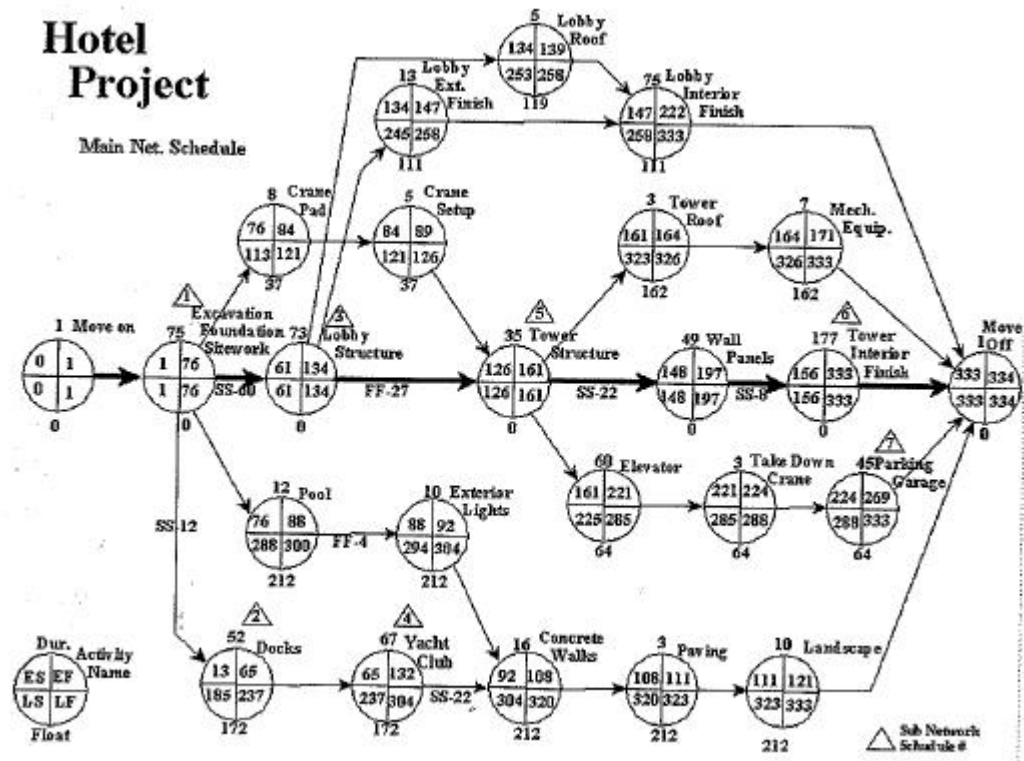 Hotel
Project
Main Net. Schedule
5
Lobby
Roof
134 139
253 258
119
13
Lobby
Ext.
Finish
134 147
245 258
111
75
Lobby
Interior
Finish
147 222
258 333
111
8
Crane
Pad
76 84
113 121
37
5
Crane
Setup
84 89
121 126
37
3
Tower
Roof
161 164
323 326
162
7
Mech.
Equip.
164 171
326 333
162
1
Move on
0 1
0 1
0
1
75
Excavation
Foundation
Sitework
1 76
1 76
0
SS-60
3
73
Lobby
Structure
61 134
61 134
0
FF-27
5
35
Tower
Structure
126 161
126 161
0
SS-22
49
Wall
Panels
148 197
148 197
0
SS-8
6
177
Tower
Interior
Finish
156 333
156 333
0
Move
1 Off
333 334
333 334
0
12
Pool
76 88
288 300
212
FF-4
10
Exterior
Lights
88 92
294 304
212
Elevator
161 221
225 285
64
3
Take Down
Crane
221 224
285 288
64
7
45
Parking
Garage
224 269
288 333
64
SS-12
2
52
Docks
13 65
185 237
172
4
67
Yacht
Club
65 132
237 304
172
SS-22
16
Concrete
Walks
92 108
304 320
212
3
Paving
108 111
320 323
212
10
Landscape
111 121
323 333
212
Dur.
Activity
Name
ES EF
LS LF
Float
Sub Network
Schedule #